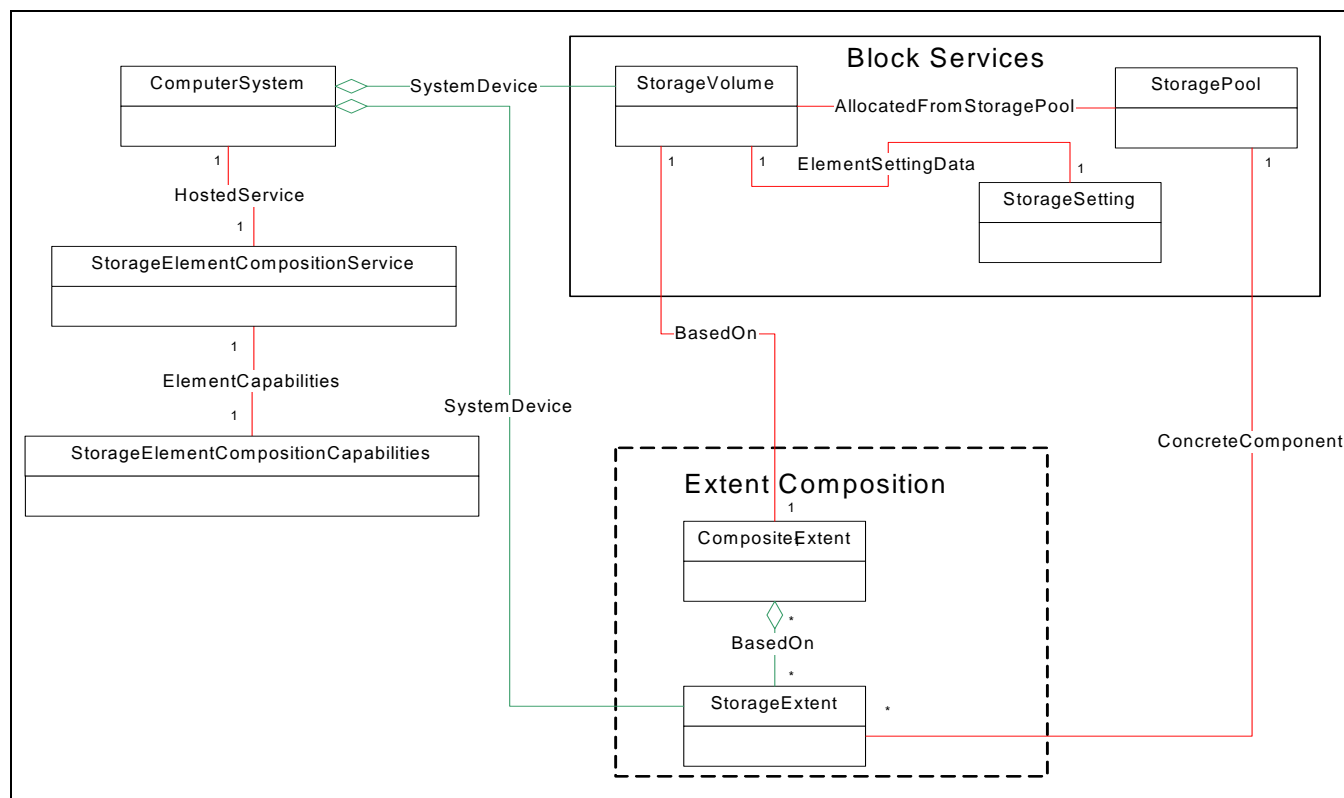 Block Services
ComputerSystem
SystemDevice
StorageVolume
StoragePool
AllocatedFromStoragePool
1
1
1
ElementSettingData
1
1
HostedService
StorageSetting
1
StorageElementCompositionService
BasedOn
1
ElementCapabilities
SystemDevice
1
ConcreteComponent
StorageElementCompositionCapabilities
Extent Composition
1
CompositeExtent
*
BasedOn
*
StorageExtent
*